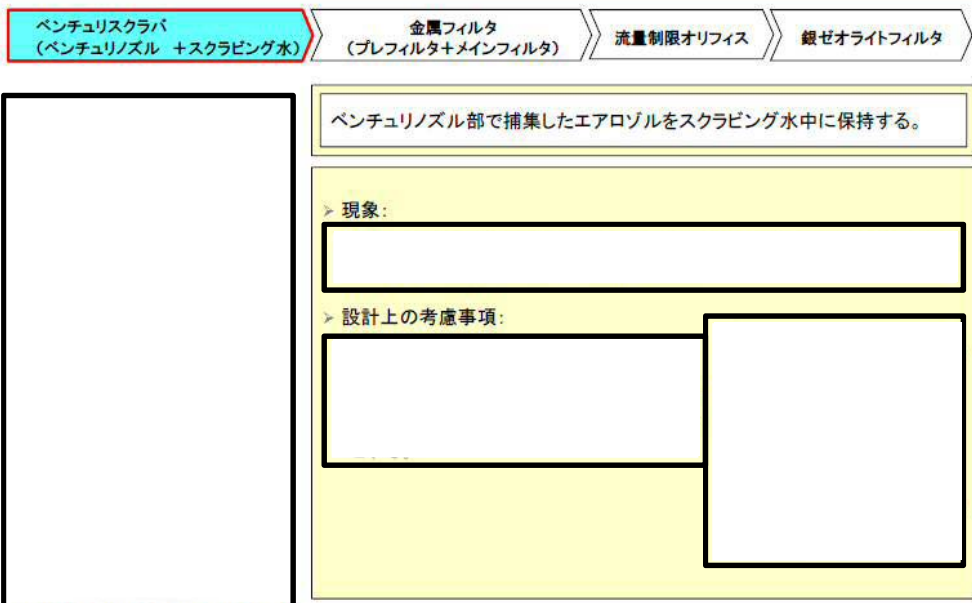 ベンチュリスクラバ
(ベンチュリノズル +スクラビング水)
金属フィルタ
(プレフィルタ+メインフィルタ)
流量制限オリフィス
銀ゼオライトフィルタ
ベンチュリノズル部で捕集したエアロゾルをスクラビング水中に保持する。
➢ 現象:
➢ 設計上の考慮事項: